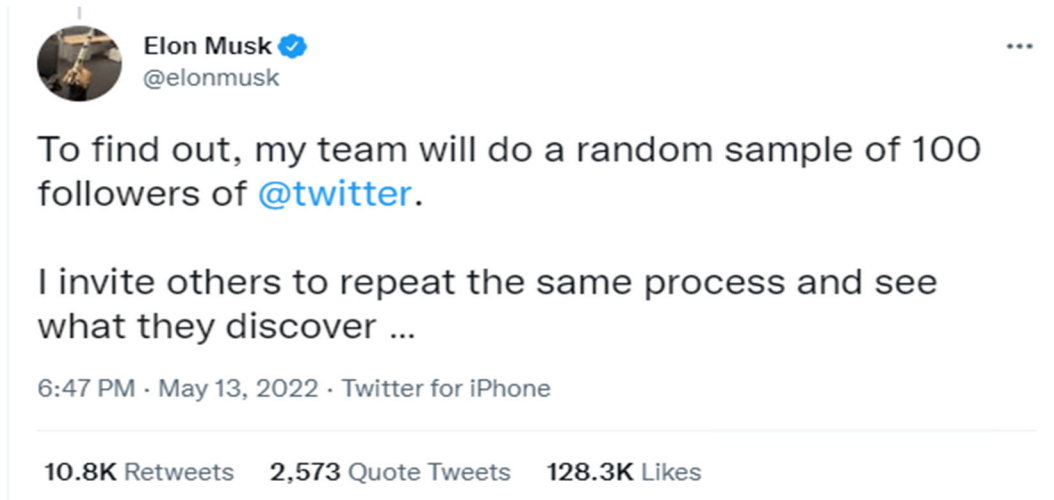 Elon Musk
@elonmusk
To find out, my team will do a random sample of 100
followers of @twitter.
I invite others to repeat the same process and see
what they discover ...
6:47 PM · May 13, 2022 · Twitter for iPhone
10.8K Retweets 2,573 Quote Tweets 128.3K Likes